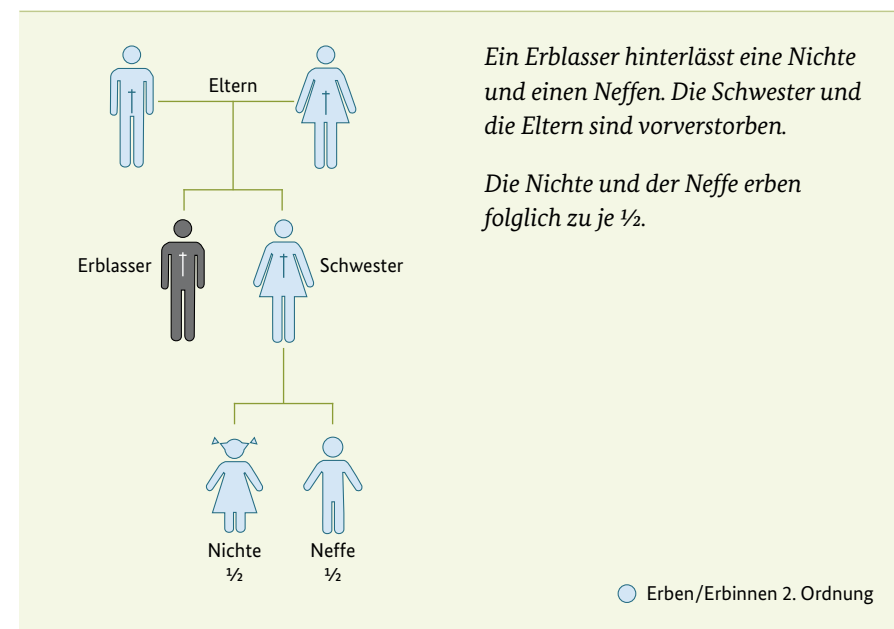 Eltern
Ein Erblasser hinterlässt eine Nichte
und einen Neffen. Die Schwester und
die Eltern sind vorverstorben.
Die Nichte und der Neffe erben
folglich zu je ½.
Erblasser
Schwester
Nichte
½
Neffe
½
Erben/Erbinnen 2. Ordnung